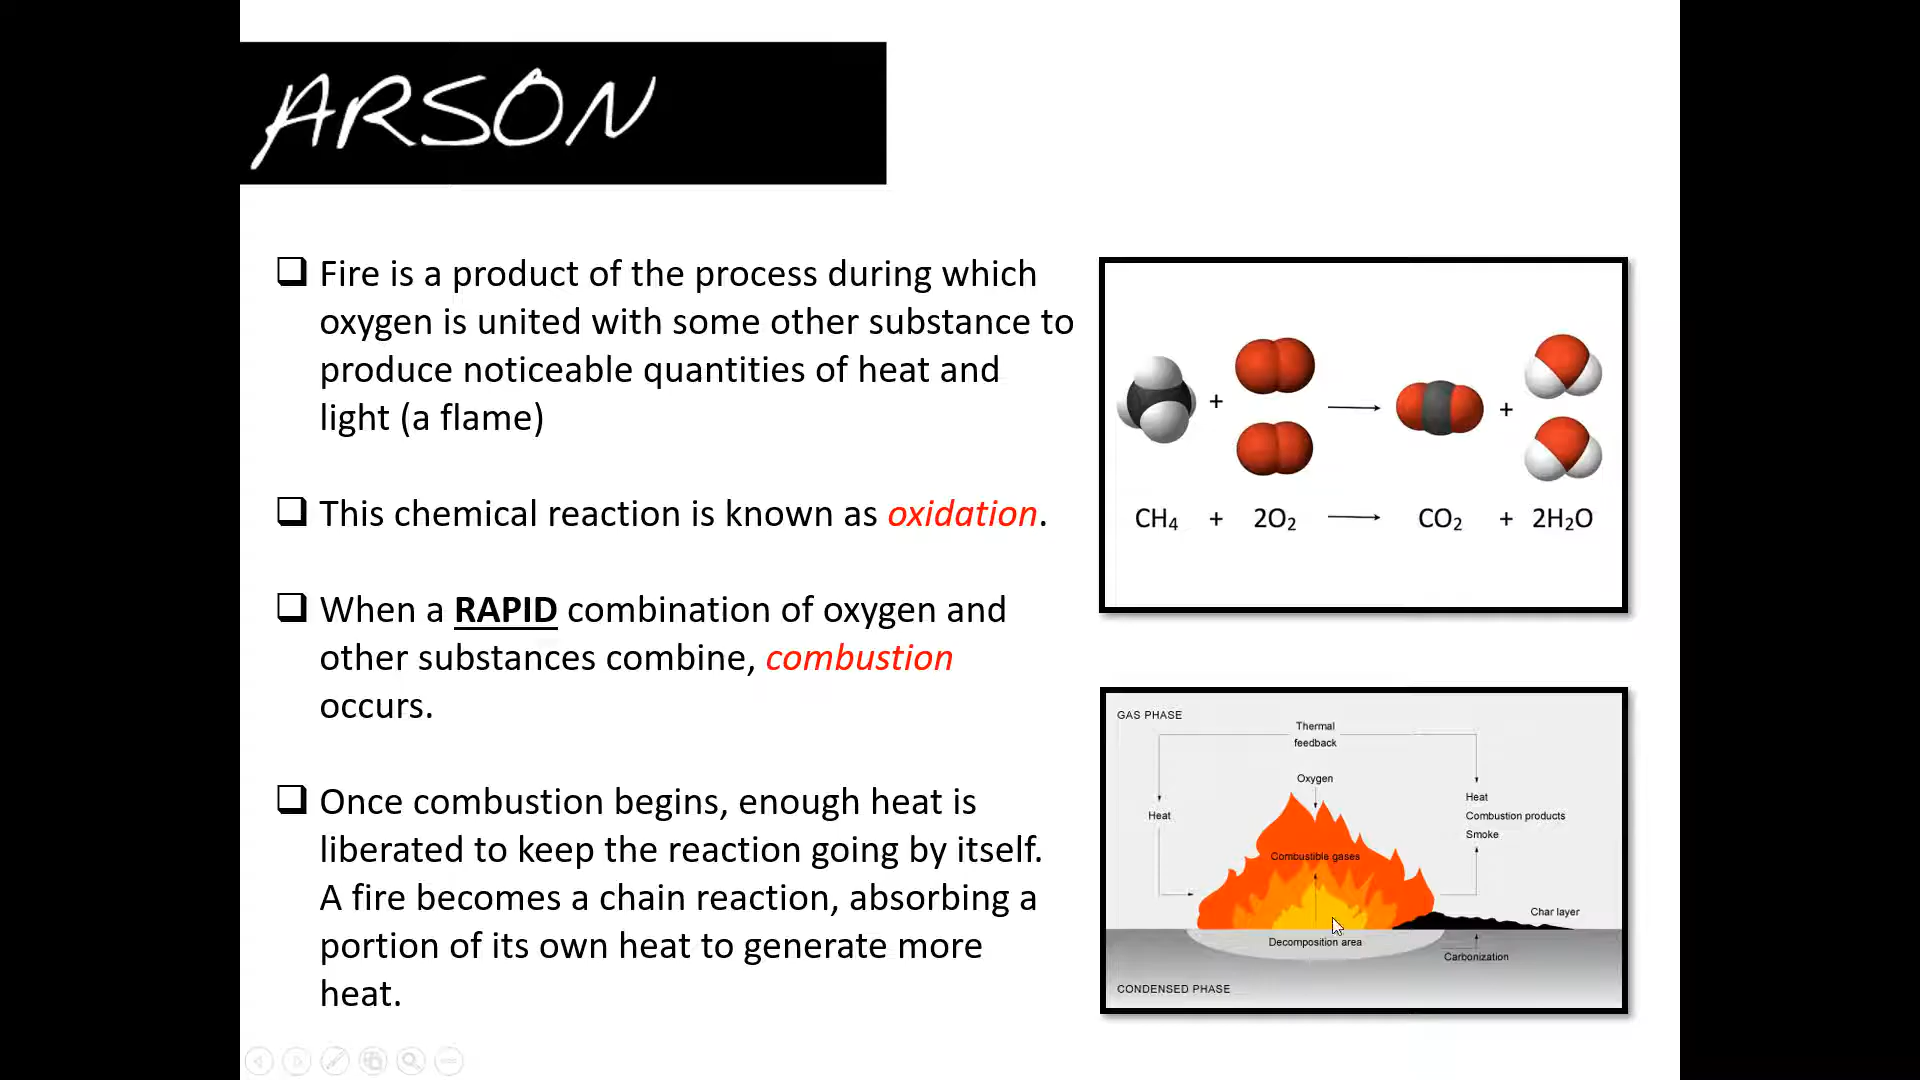 ARSON
Fire is a product of the process during which
oxygen is united with some other substance to
produce noticeable quantities of heat and
light (a flame)
This chemical reaction is known as oxidation.
When a RAPID combination of oxygen and
other substances combine, combustion
occurs.
Once combustion begins, enough heat is
liberated to keep the reaction going by itself.
A fire becomes a chain reaction, absorbing a
portion of its own heat to generate more
heat.
+ +
CH₄ + 2O₂ → CO₂ + 2H₂O
GAS PHASE
Thermal
feedback
Oxygen
Heat
Heat
Combustion products
Smoke
Combustible gases
Char layer
Decomposition area
Carbonization
CONDENSED PHASE